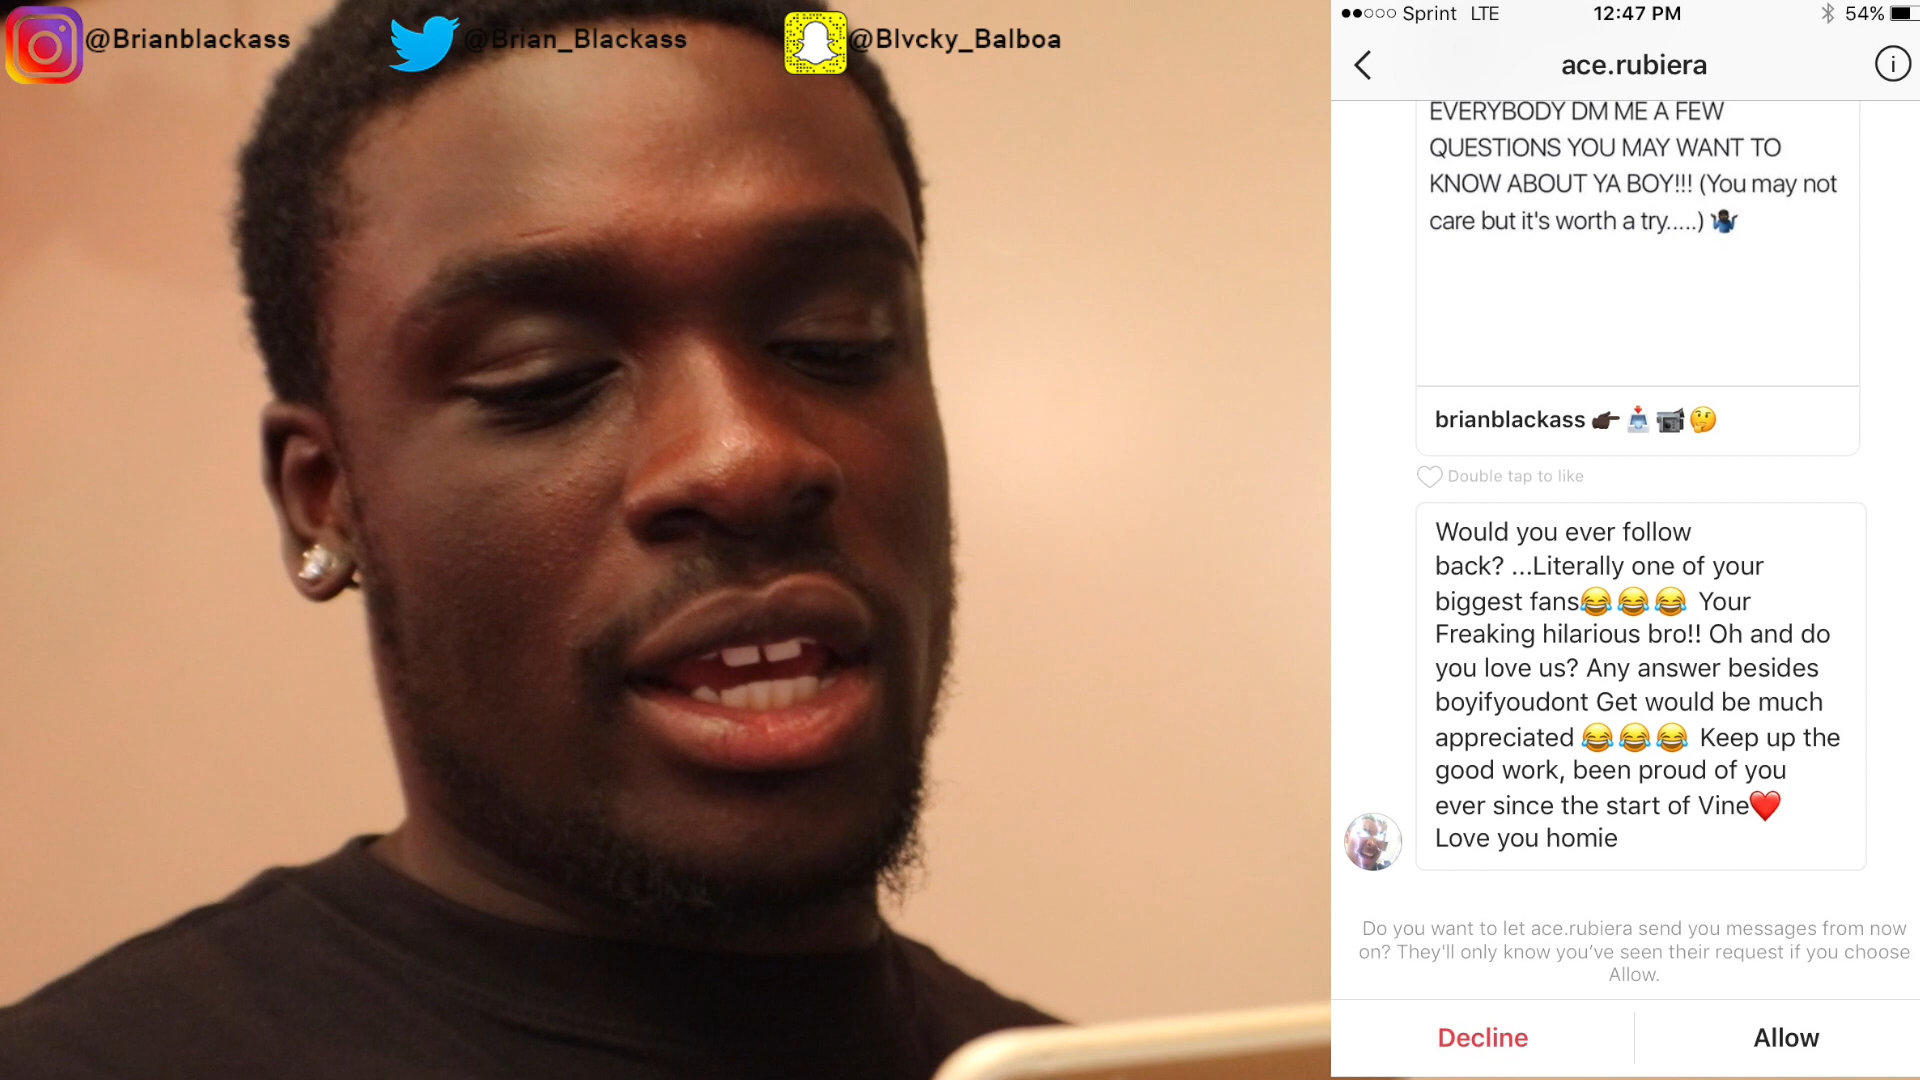 @Brianblackass
@Brian_Blackass
@Blvcky_Balboa
Sprint LTE
12:47 PM
54%
ace.rubiera
EVERYBODY DM ME A FEW
QUESTIONS YOU MAY WANT TO
KNOW ABOUT YA BOY!!! (You may not
care but it's worth a try.....) 🤷🏿‍♂️
brianblackass 👉🏿📥📹🤔
Double tap to like
Would you ever follow
back? ...Literally one of your
biggest fans😂😂😂 Your
Freaking hilarious bro!! Oh and do
you love us? Any answer besides
boyifyoudont Get would be much
appreciated 😂😂😂 Keep up the
good work, been proud of you
ever since the start of Vine❤️
Love you homie
Do you want to let ace.rubiera send you messages from now
on? They'll only know you've seen their request if you choose
Allow.
Decline
Allow